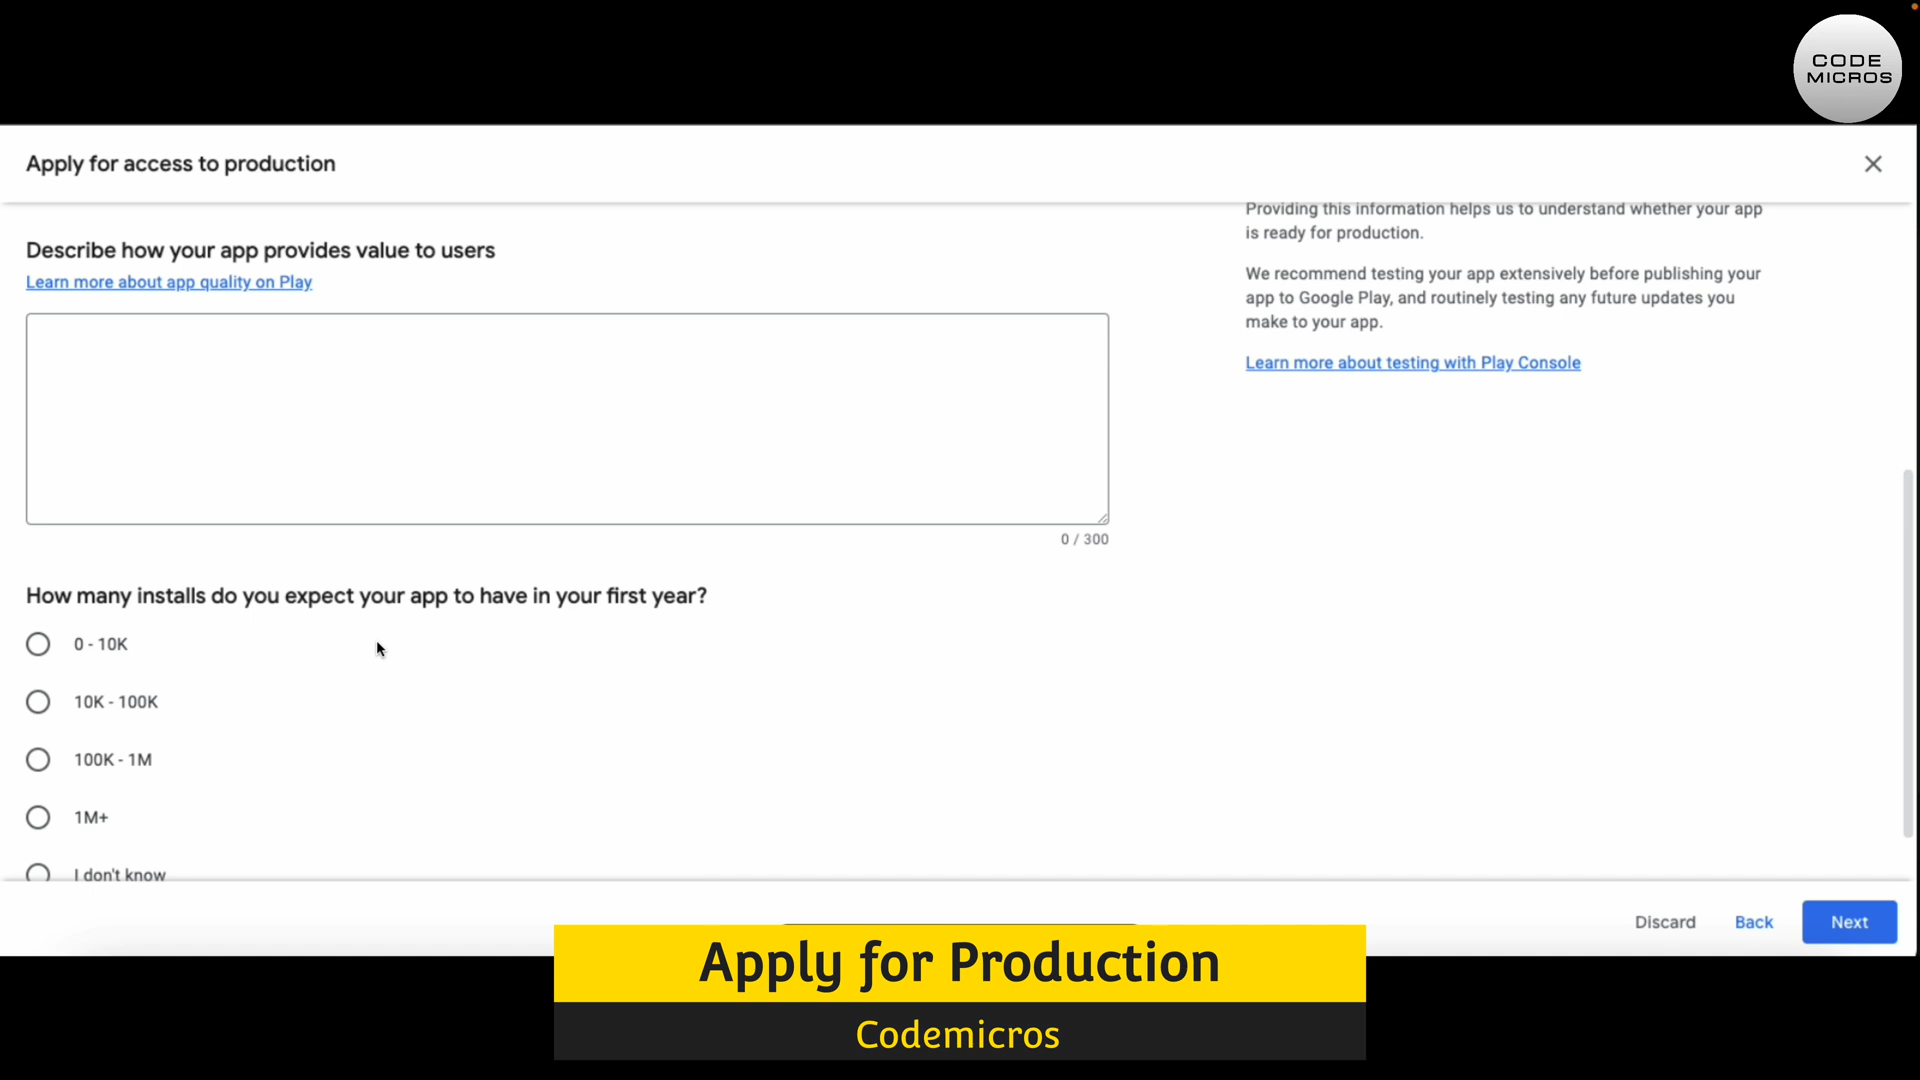 CODE
MICROS
Apply for access to production
Describe how your app provides value to users
Learn more about app quality on Play
0 / 300
How many installs do you expect your app to have in your first year?
0 - 10K
10K - 100K
100K - 1M
1M+
I don't know
Providing this information helps us to understand whether your app
is ready for production.
We recommend testing your app extensively before publishing your
app to Google Play, and routinely testing any future updates you
make to your app.
Learn more about testing with Play Console
Discard
Back
Next
Apply for Production
Codemicros